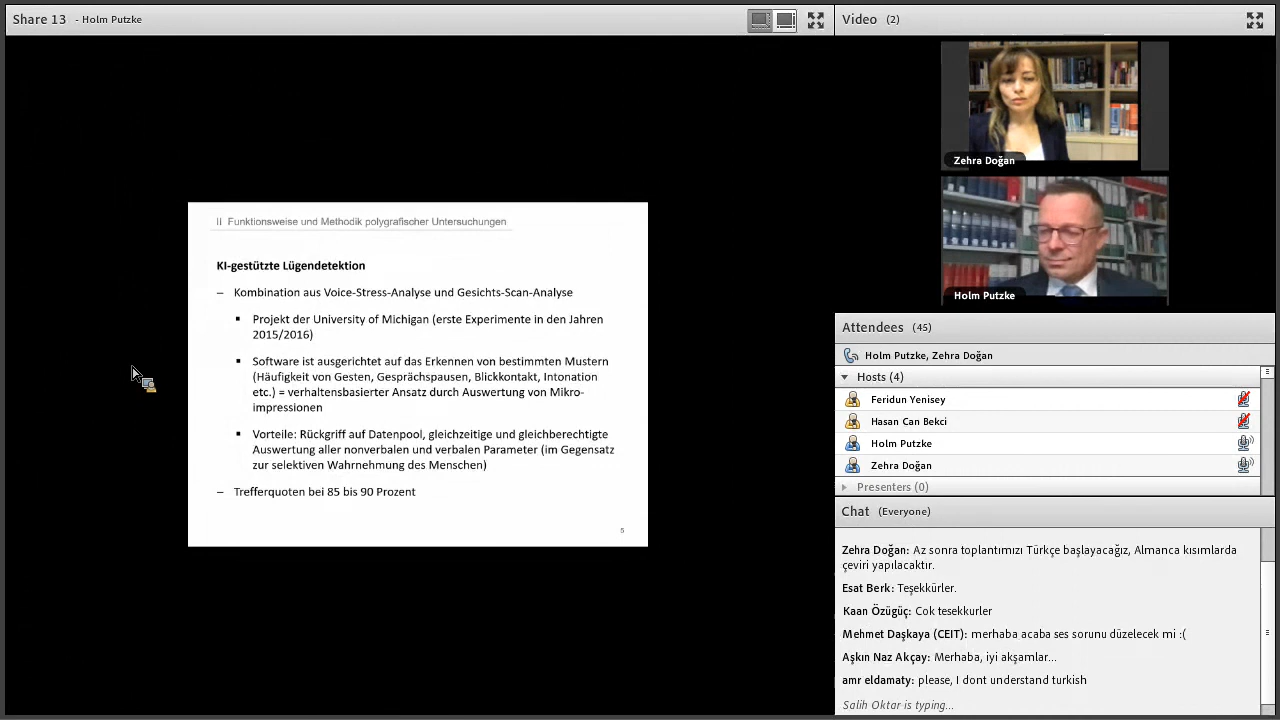 Share 13 - Holm Putzke
II Funktionsweise und Methodik polygrafischer Untersuchungen
KI-gestützte Lügendetektion
– Kombination aus Voice-Stress-Analyse und Gesichts-Scan-Analyse
▪ Projekt der University of Michigan (erste Experimente in den Jahren
2015/2016)
▪ Software ist ausgerichtet auf das Erkennen von bestimmten Mustern
(Häufigkeit von Gesten, Gesprächspausen, Blickkontakt, Intonation
etc.) = verhaltensbasierter Ansatz durch Auswertung von Mikro-
impressionen
▪ Vorteile: Rückgriff auf Datenpool, gleichzeitige und gleichberechtigte
Auswertung aller nonverbalen und verbalen Parameter (im Gegensatz
zur selektiven Wahrnehmung des Menschen)
– Trefferquoten bei 85 bis 90 Prozent
5
Video (2)
Zehra Doğan
Holm Putzke
Attendees (45)
Holm Putzke, Zehra Doğan
Hosts (4)
Feridun Yenisey
Hasan Can Bekci
Holm Putzke
Zehra Doğan
Presenters (0)
Chat (Everyone)
Zehra Doğan: Az sonra toplantımızı Türkçe başlayacağız, Almanca kısımlarda
çeviri yapılacaktır.
Esat Berk: Teşekkürler.
Kaan Özügüç: Cok tesekkurler
Mehmet Daşkaya (CEIT): merhaba acaba ses sorunu düzelecek mi :(
Aşkın Naz Akçay: Merhaba, iyi akşamlar...
amr eldamaty: please, I dont understand turkish
Salih Oktar is typing...